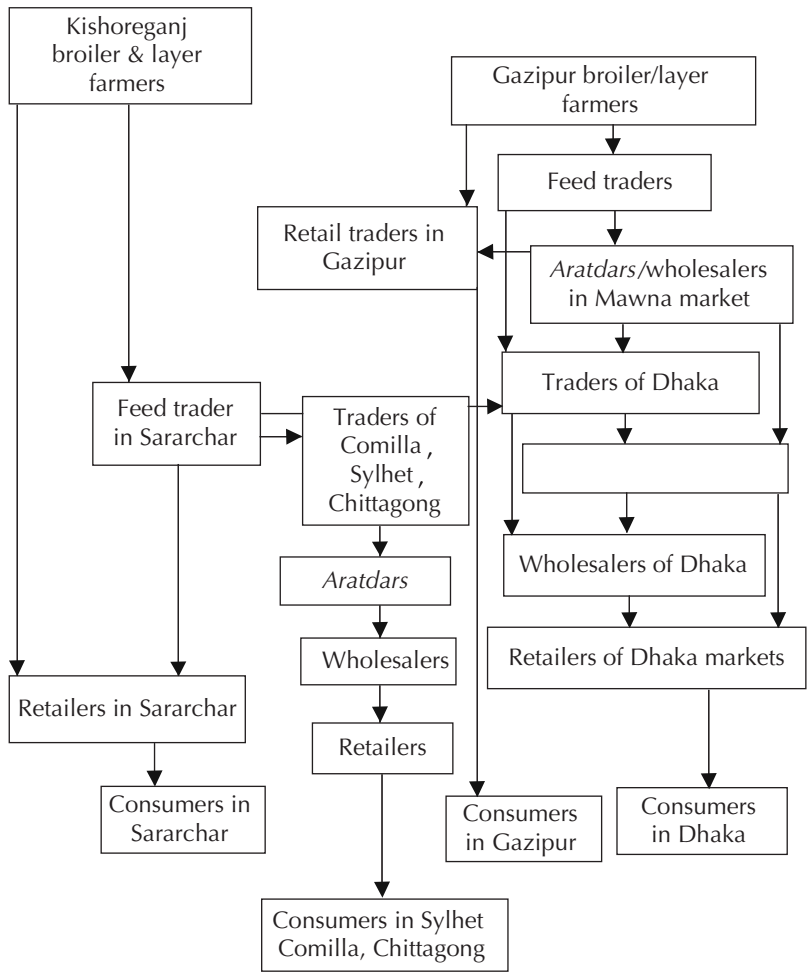 Kishoreganj
broiler & layer
farmers
Gazipur broiler/layer
farmers
Feed traders
Retail traders in
Gazipur
Aratdars/wholesalers
in Mawna market
Traders of Dhaka
Feed trader
in Sararchar
Traders of
Comilla ,
Sylhet ,
Chittagong
Wholesalers of Dhaka
Aratdars
Wholesalers
Retailers of Dhaka markets
Retailers in Sararchar
Retailers
Consumers in
Sararchar
Consumers
in Gazipur
Consumers
in Dhaka
Consumers in Sylhet
Comilla, Chittagong